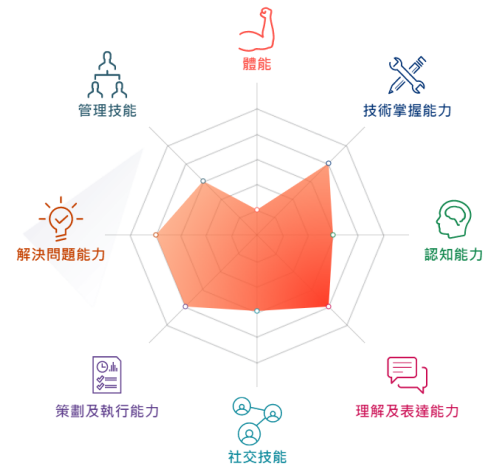 體能
管理技能
技術掌握能力
解決問題能力
認知能力
策劃及執行能力
理解及表達能力
社交技能